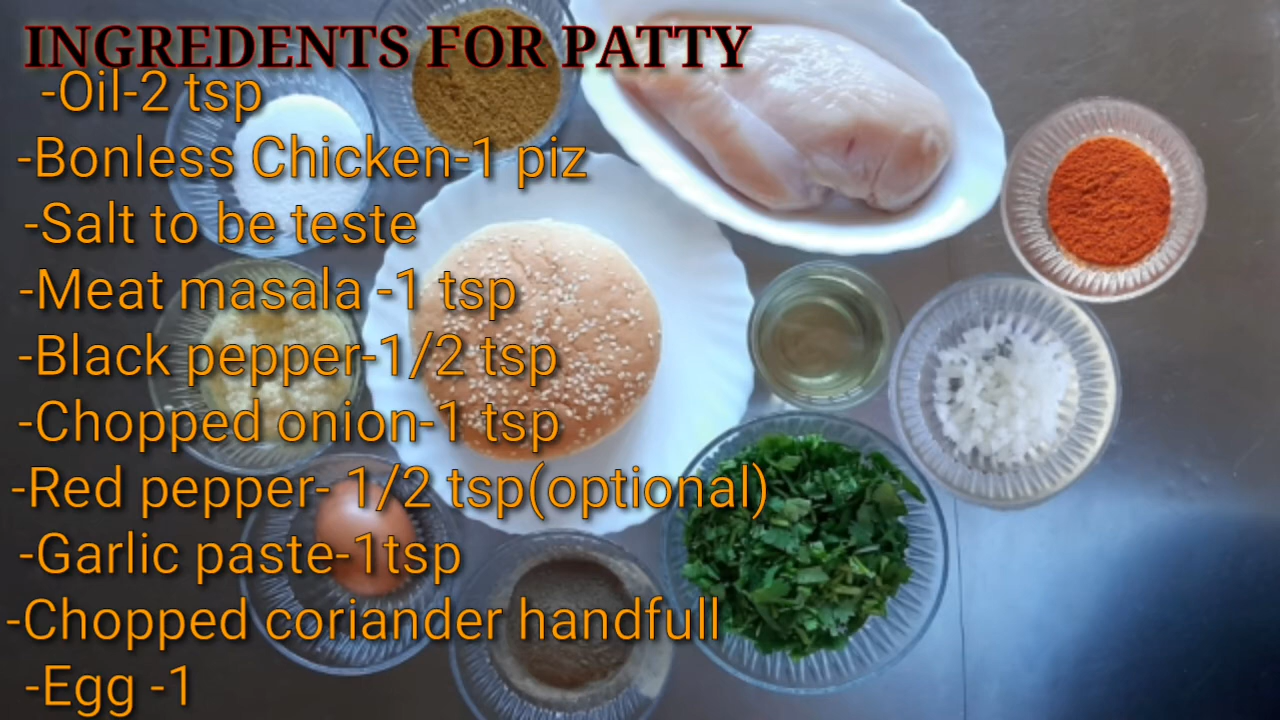 INGREDENTS FOR PATTY
-Oil-2 tsp
-Bonless Chicken-1 piz
-Salt to be teste
-Meat masala -1 tsp
-Black pepper-1/2 tsp
-Chopped onion-1 tsp
-Red pepper- 1/2 tsp(optional)
-Garlic paste-1tsp
-Chopped coriander handfull
-Egg -1